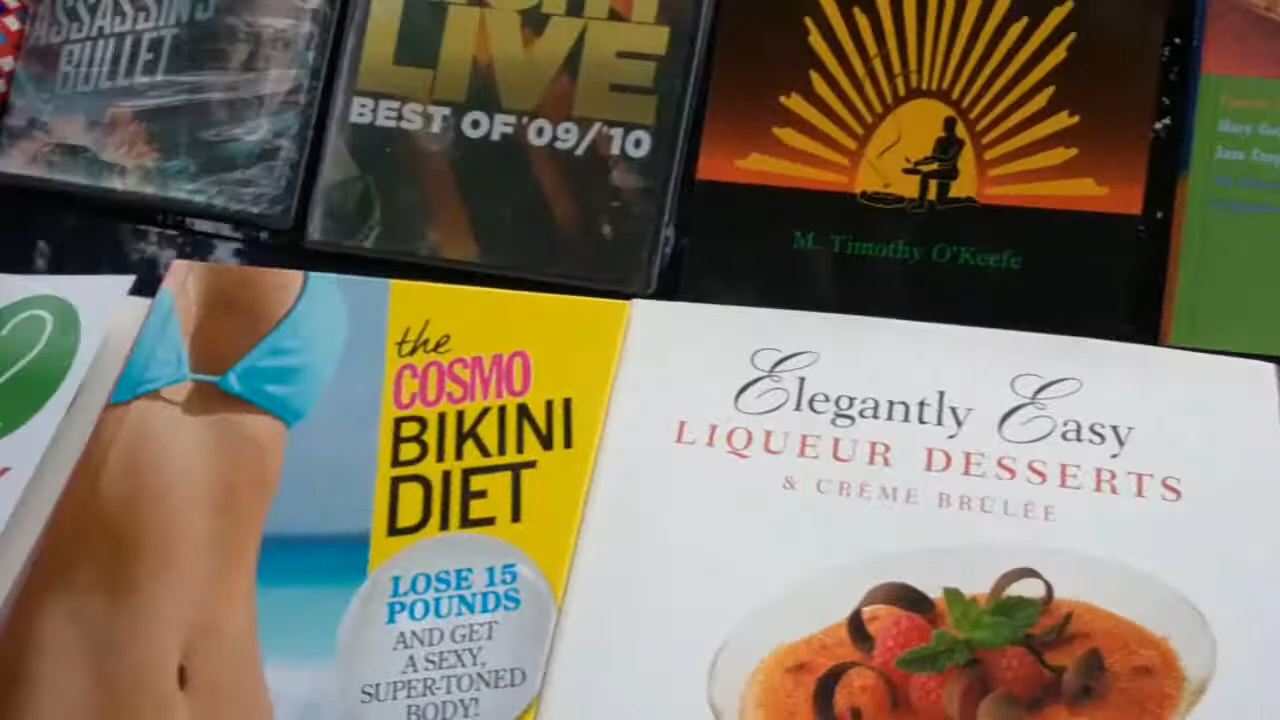 ASSASSIN'S
BULLET
LIVE
BEST OF '09/'10
M. Timothy O'Keefe
the
COSMO
BIKINI
DIET
LOSE 15
POUNDS
AND GET
A SEXY,
SUPER-TONED
BODY!
Elegantly Easy
LIQUEUR DESSERTS
& CRÈME BRÛLÉE